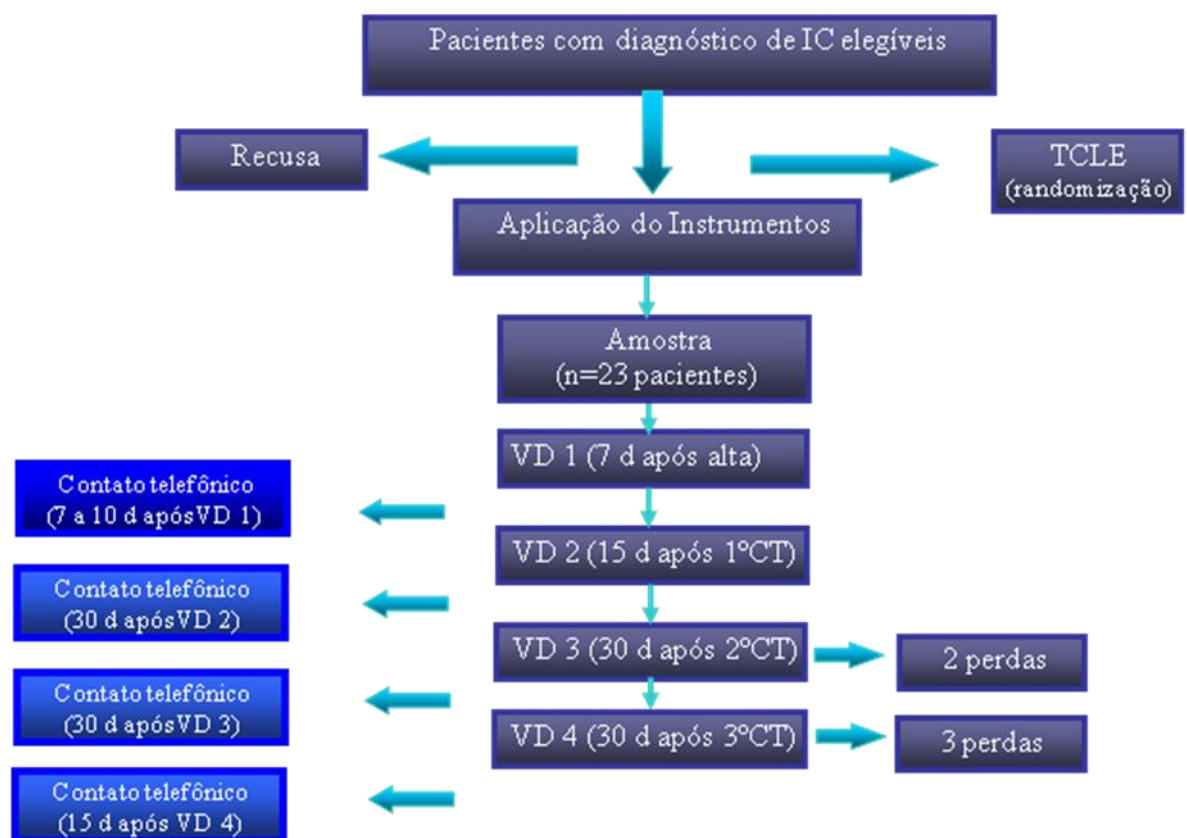 Pacientes com diagnóstico de IC elegíveis
Recusa
TCLE
(randomização)
Aplicação do Instrumentos
Amostra
(n=23 pacientes)
VD 1 (7 d após alta)
Contato telefônico
(7 a 10 d após VD 1)
VD 2 (15 d após 1ºCT)
Contato telefônico
(30 d após VD 2)
VD 3 (30 d após 2ºCT)
2 perdas
Contato telefônico
(30 d após VD 3)
VD 4 (30 d após 3ºCT)
3 perdas
Contato telefônico
(15 d após VD 4)